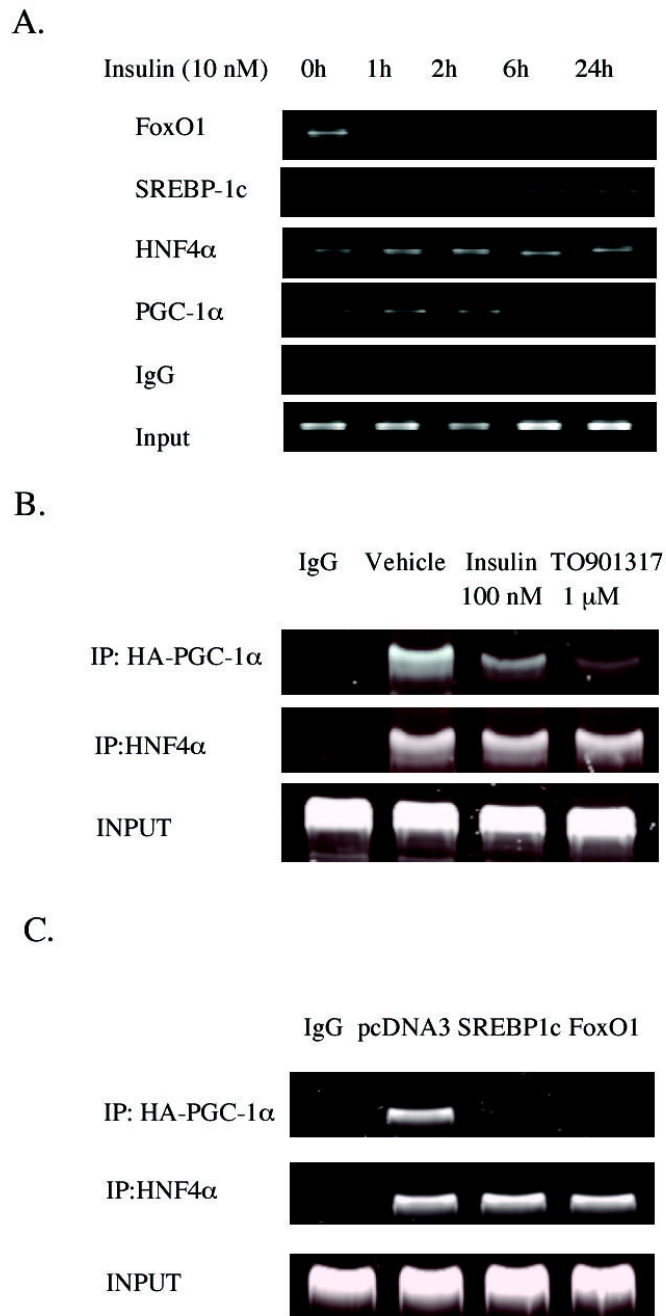 A.
Insulin (10 nM) 0h 1h 2h 6h 24h
FoxO1
SREBP-1c
HNF4α
PGC-1α
IgG
Input
B.
IgG Vehicle Insulin TO901317
100 nM 1 μM
IP: HA-PGC-1α
IP:HNF4α
INPUT
C.
IgG pcDNA3 SREBP1c FoxO1
IP: HA-PGC-1α
IP:HNF4α
INPUT